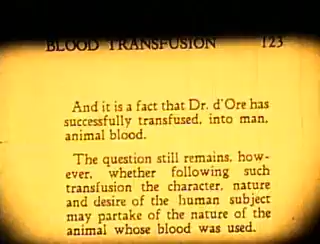 BLOOD TRANSFUSION 123
And it is a fact that Dr. d'Ore has
successfully transfused, into man,
animal blood.
The question still remains, how-
ever, whether following such
transfusion the character, nature
and desire of the human subject
may partake of the nature of the
animal whose blood was used.